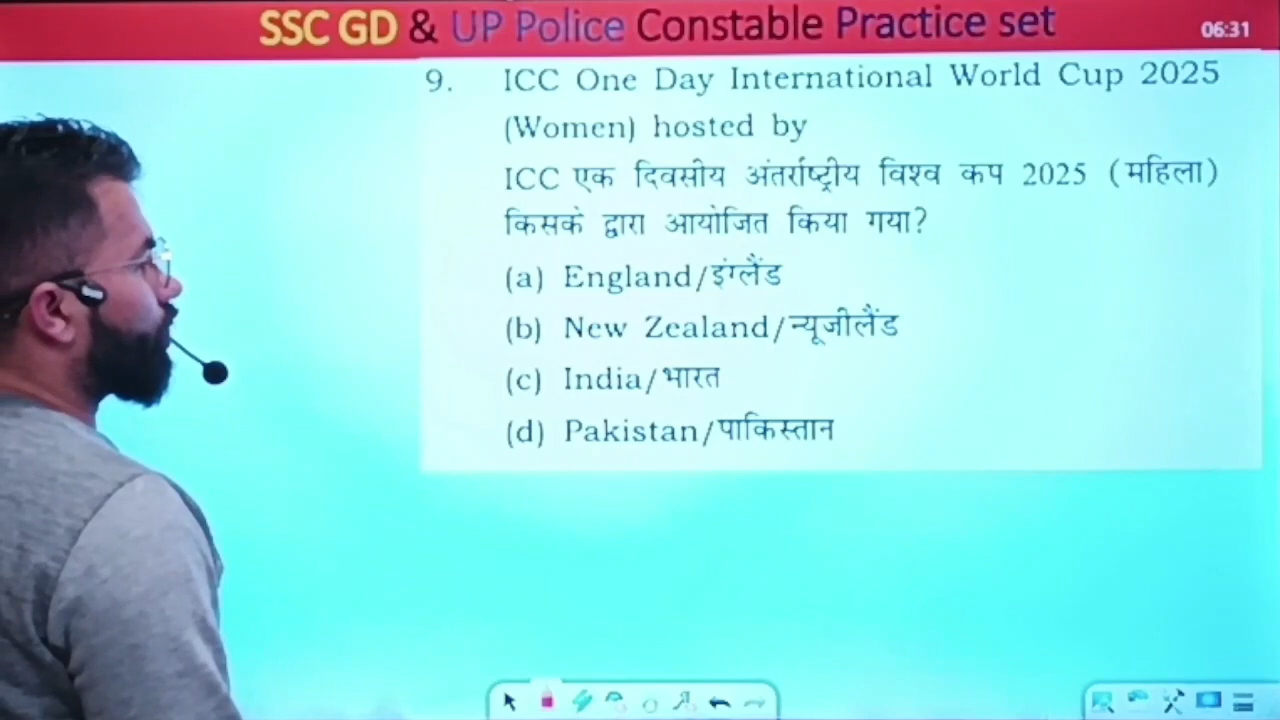 SSC GD & UP Police Constable Practice set
06:31
9. ICC One Day International World Cup 2025
(Women) hosted by
ICC एक दिवसीय अंतर्राष्ट्रीय विश्व कप 2025 (महिला)
किसके द्वारा आयोजित किया गया?
(a) England/इंग्लैंड
(b) New Zealand/न्यूजीलैंड
(c) India/भारत
(d) Pakistan/पाकिस्तान